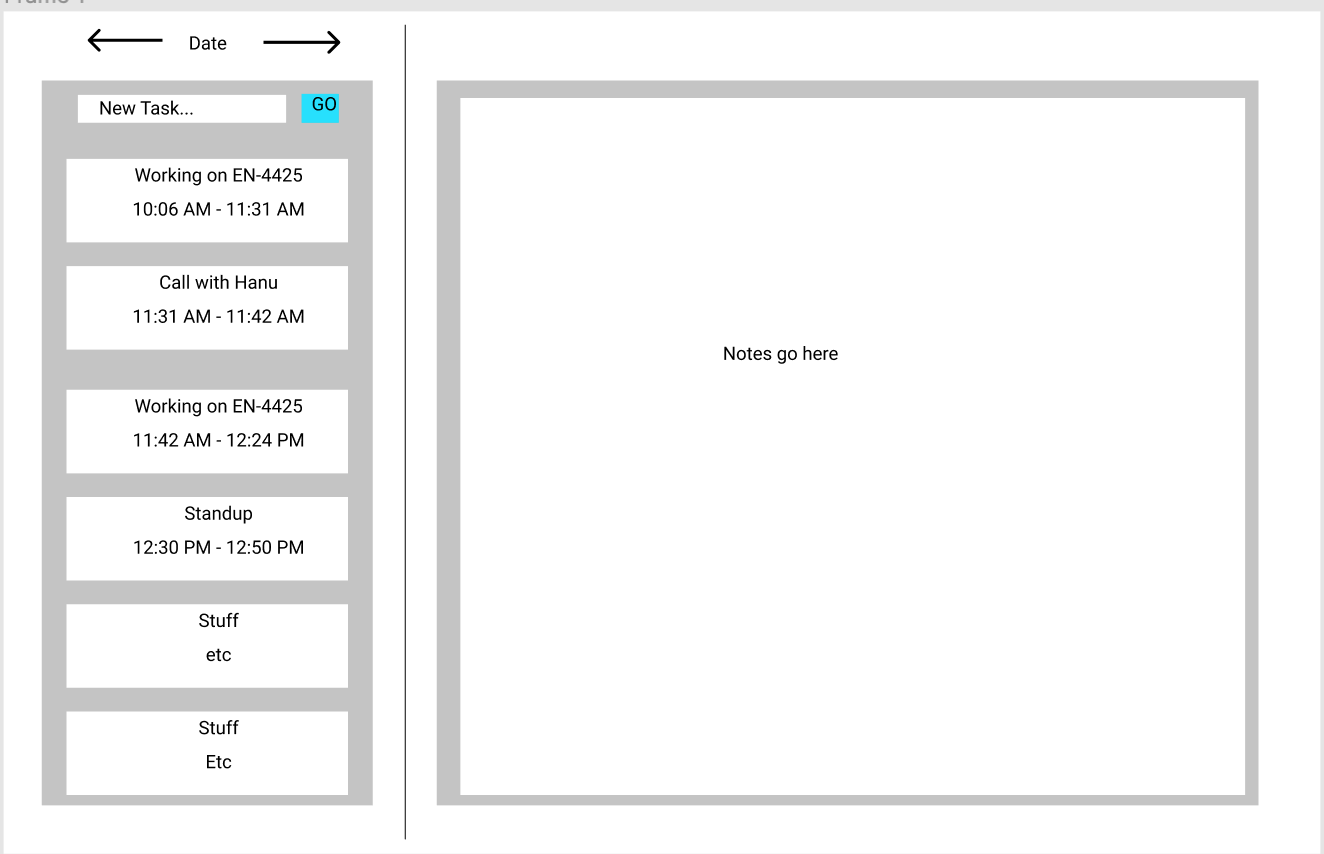 Date
New Task...
GO
Working on EN-4425
10:06 AM - 11:31 AM
Call with Hanu
11:31 AM - 11:42 AM
Working on EN-4425
11:42 AM - 12:24 PM
Standup
12:30 PM - 12:50 PM
Stuff
etc
Stuff
Etc
Notes go here